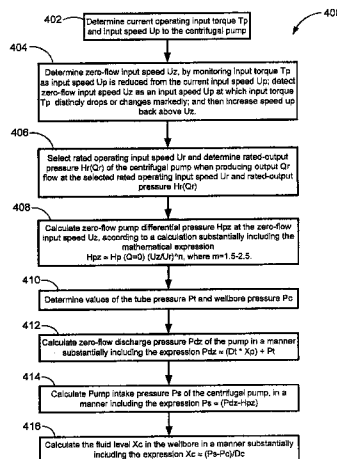 400
402
Determine current operating input torque Tp
and input speed Up to the centrifugal pump
404
Determine zero-flow input speed Uz, by monitoring input torque Tp
as input speed Up is reduced from the current input speed Up; detect
zero-flow input speed Uz as an input speed Up at which input torque
Tp distinctly drops or changes markedly; and then increase speed up
back above Uz.
406
Select rated operating input speed Ur and determine rated-output
pressure Hr(Qr) of the centrifugal pump when producing output Qr
flow at the selected rated operating input speed Ur and rated-output
pressure Hr(Qr)
408
Calculate zero-flow pump differential pressure Hpz at the zero-flow
input speed Uz, according to a calculation substantially including the
mathematical expression
Hpz = Hp (Q=0) (Uz/Ur)^n, where m=1.5-2.5.
410
Determine values of the tube pressure Pt and wellbore pressure Pc
412
Calculate zero-flow discharge pressure Pdz of the pump in a manner
substantially including the expression Pdz = (Dt * Xp) + Pt
414
Calculate Pump intake pressure Ps of the centrifugal pump, in a
manner including the expression Ps = (Pdz-Hpz)
416
Calculate the fluid level Xc in the wellbore in a manner substantially
including the expression Xc = (Ps-Pc)/Dc